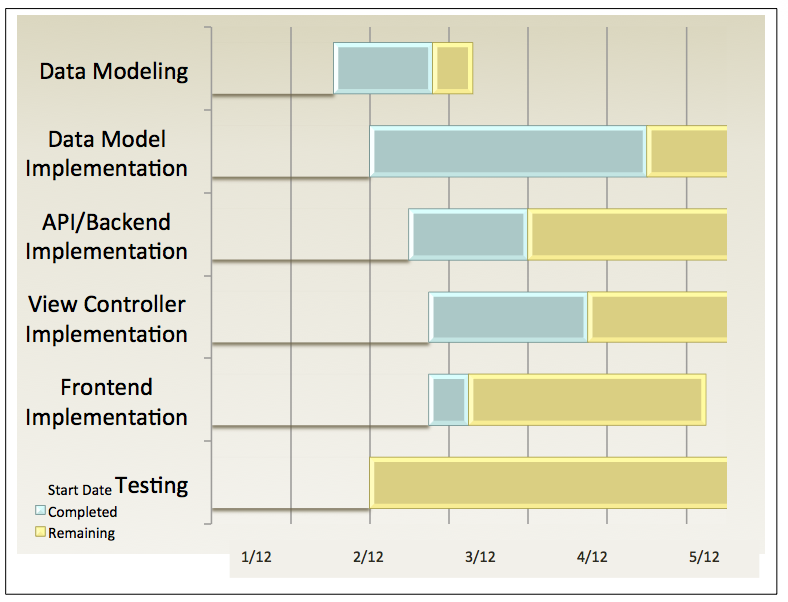 Data Modeling
Data Model
Implementation
API/Backend
Implementation
View Controller
Implementation
Frontend
Implementation
Start Date Testing
Completed
Remaining
1/12 2/12 3/12 4/12 5/12